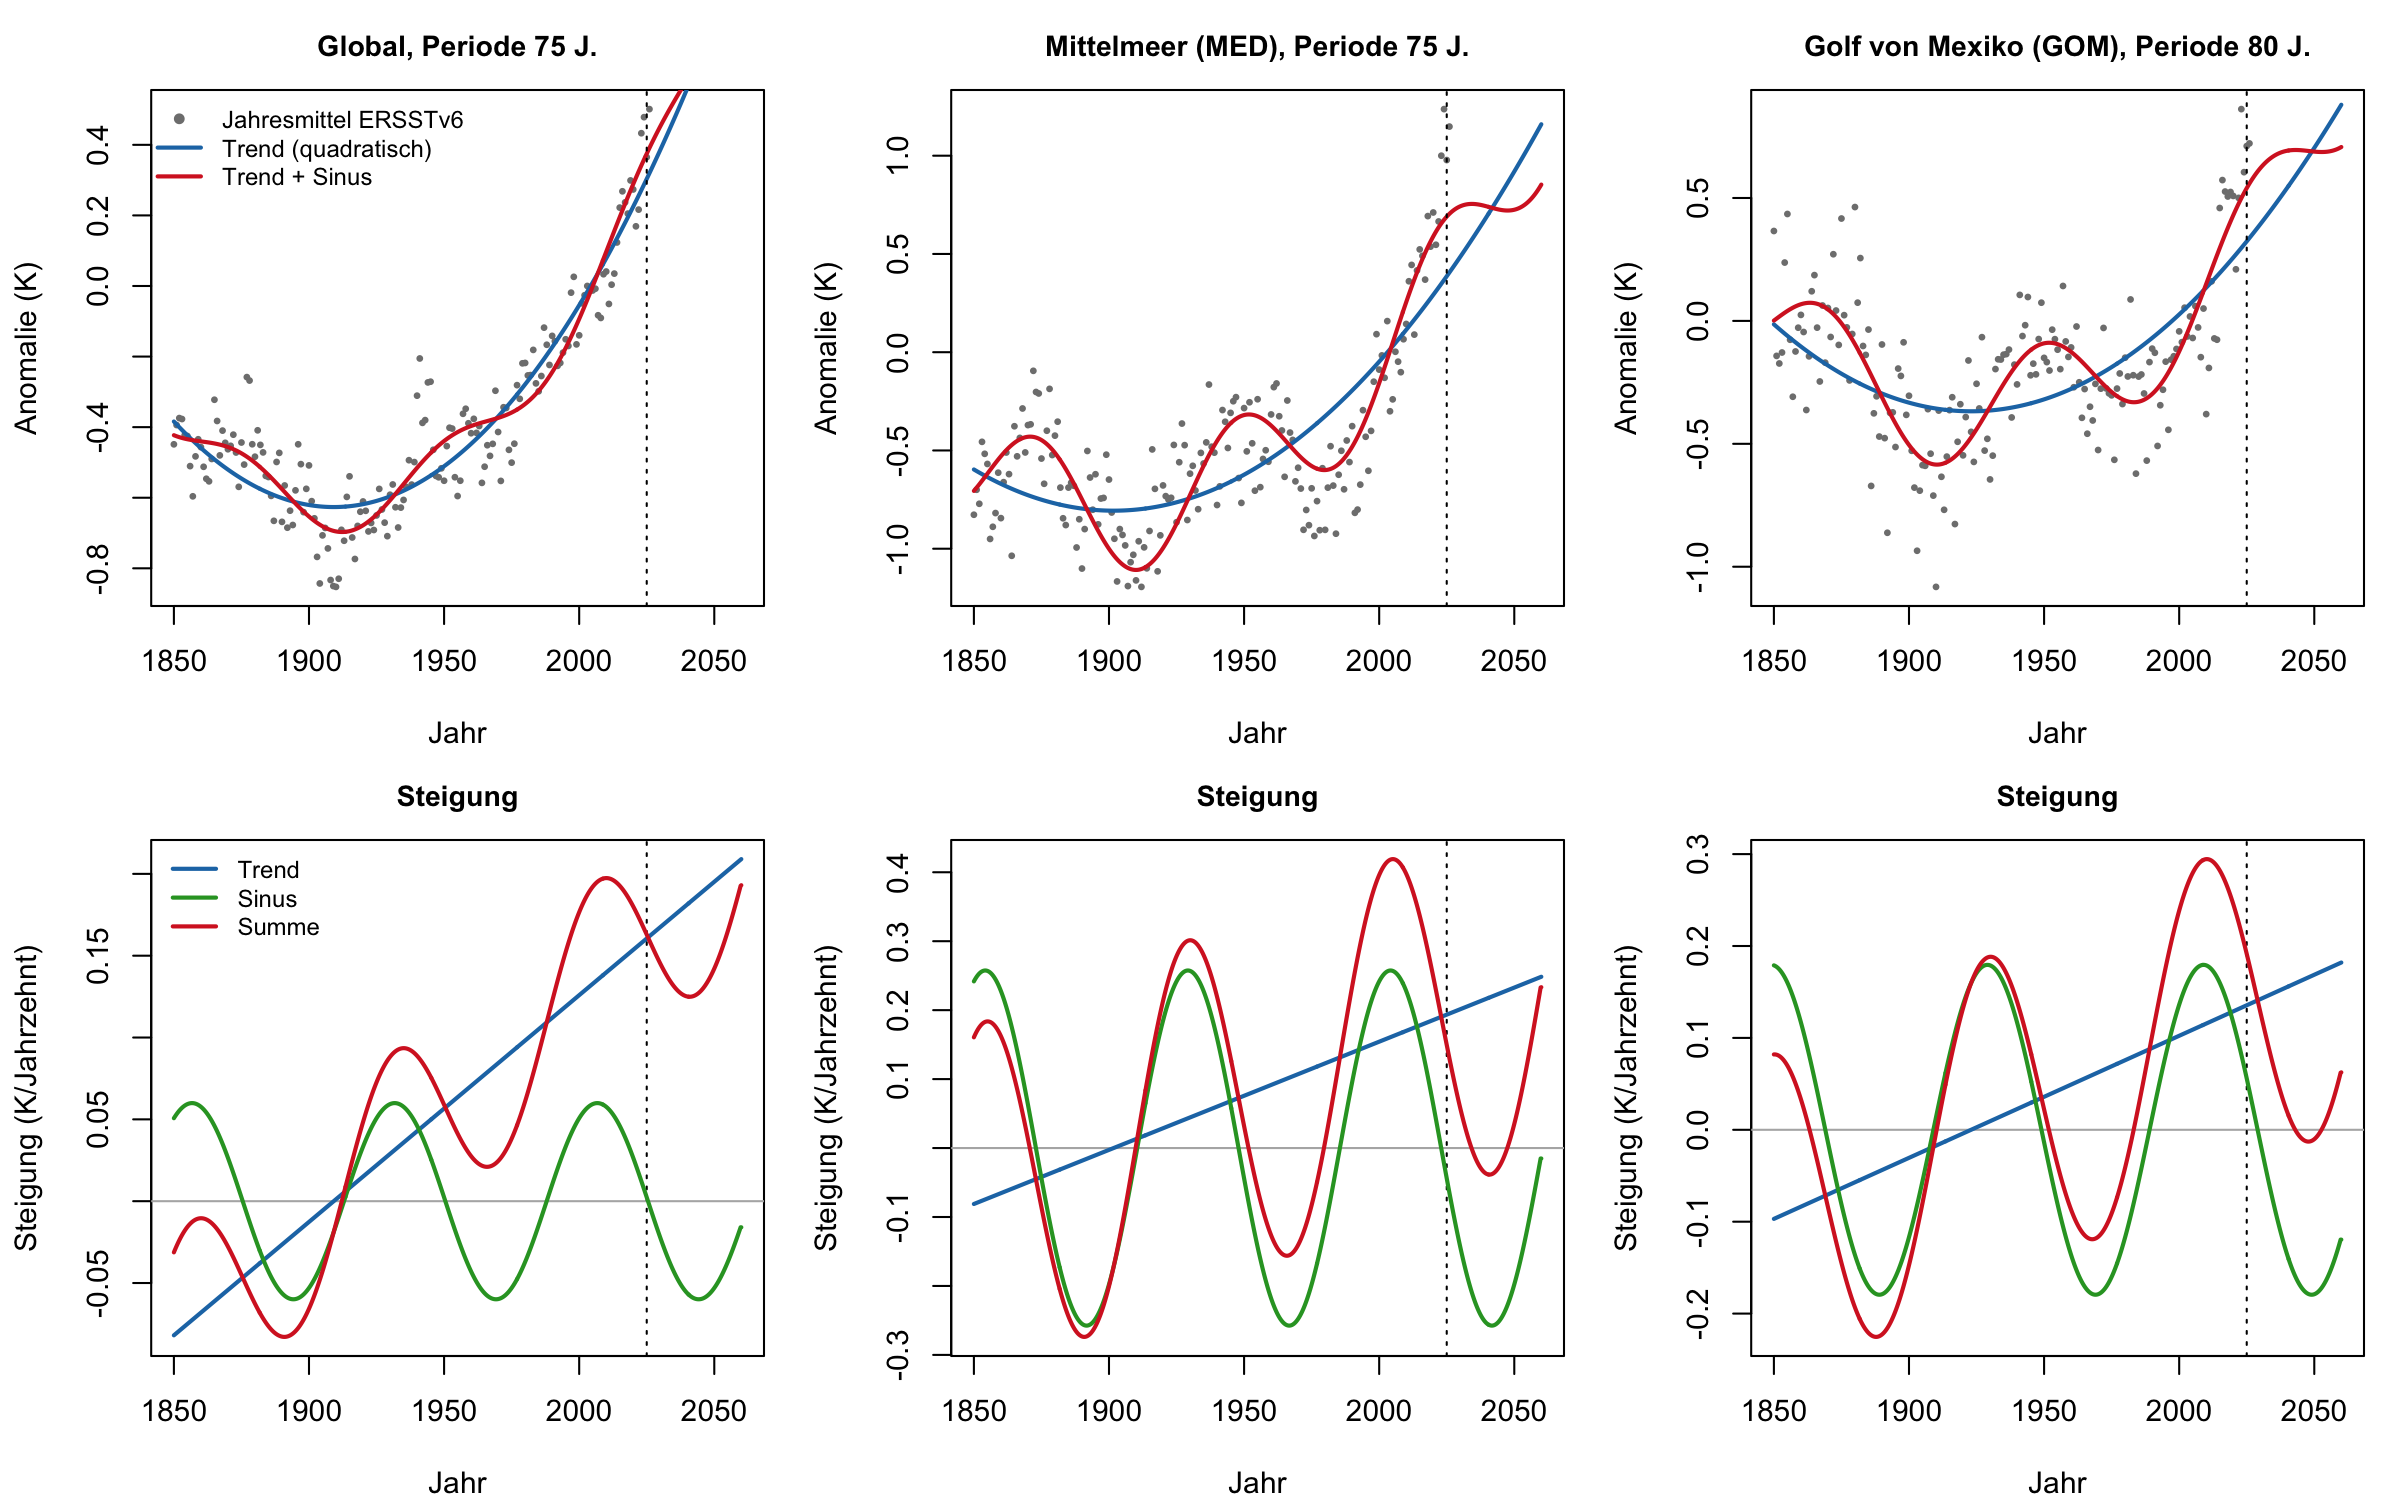 Global, Periode 75 J.
Mittelmeer (MED), Periode 75 J.
Golf von Mexiko (GOM), Periode 80 J.
Anomalie (K)
0.4
0.2
0.0
-0.4
-0.8
Jahresmittel ERSSTv6
Trend (quadratisch)
Trend + Sinus
1850 1900 1950 2000 2050
Jahr
Anomalie (K)
1.0
0.5
0.0
-0.5
-1.0
1850 1900 1950 2000 2050
Jahr
Anomalie (K)
0.5
0.0
-0.5
-1.0
1850 1900 1950 2000 2050
Jahr
Steigung
Steigung
Steigung
Steigung (K/Jahrzehnt)
0.15
0.05
-0.05
Trend
Sinus
Summe
1850 1900 1950 2000 2050
Jahr
Steigung (K/Jahrzehnt)
0.4
0.3
0.2
0.1
-0.1
-0.3
1850 1900 1950 2000 2050
Jahr
Steigung (K/Jahrzehnt)
0.3
0.2
0.1
0.0
-0.1
-0.2
1850 1900 1950 2000 2050
Jahr